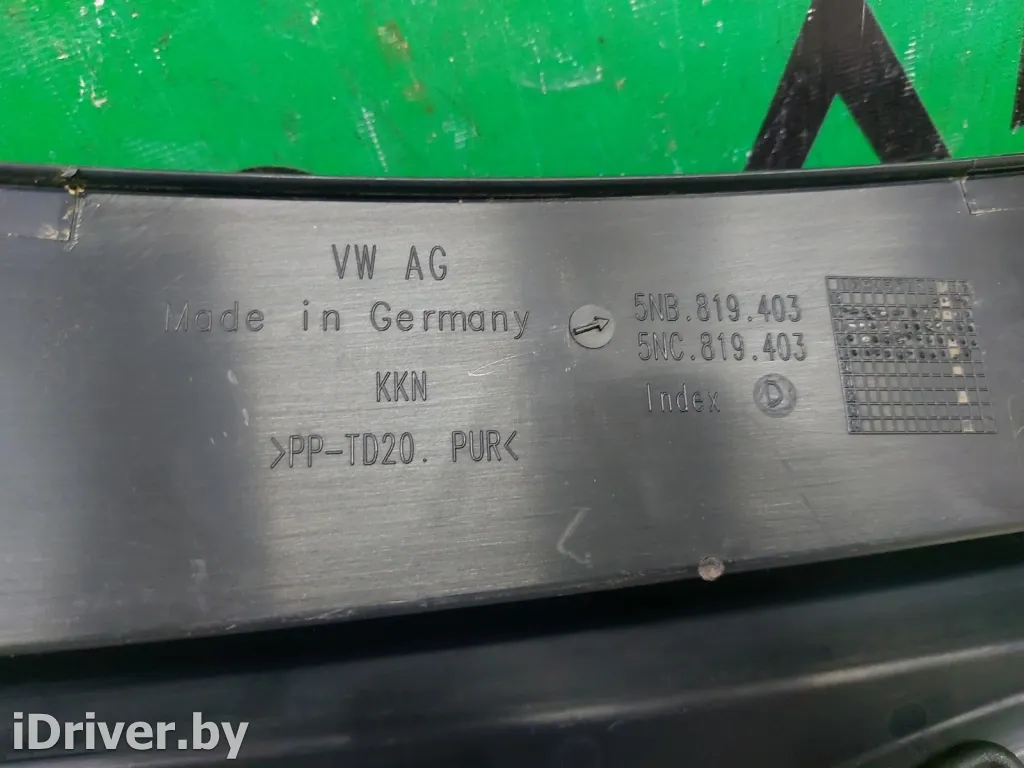 VW AG
Made in Germany
KKN
>PP-TD20. PUR<
5NB.819.403
5NC.819.403
Index D
iDriver.by